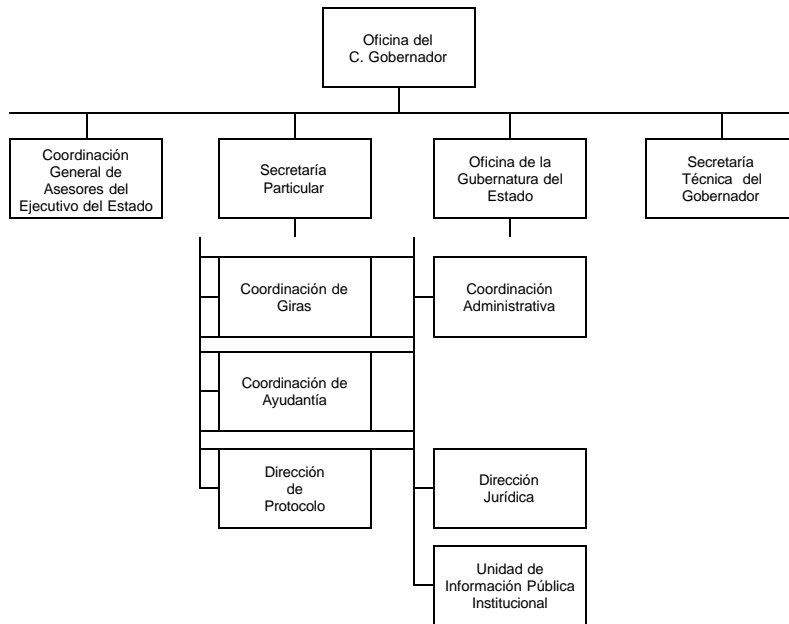 Oficina del
C. Gobernador
Coordinación
General de
Asesores del
Ejecutivo del Estado
Secretaría
Particular
Oficina de la
Gubernatura del
Estado
Secretaría
Técnica del
Gobernador
Coordinación de
Giras
Coordinación
Administrativa
Coordinación de
Ayudantía
Dirección
de
Protocolo
Dirección
Jurídica
Unidad de
Información Pública
Institucional